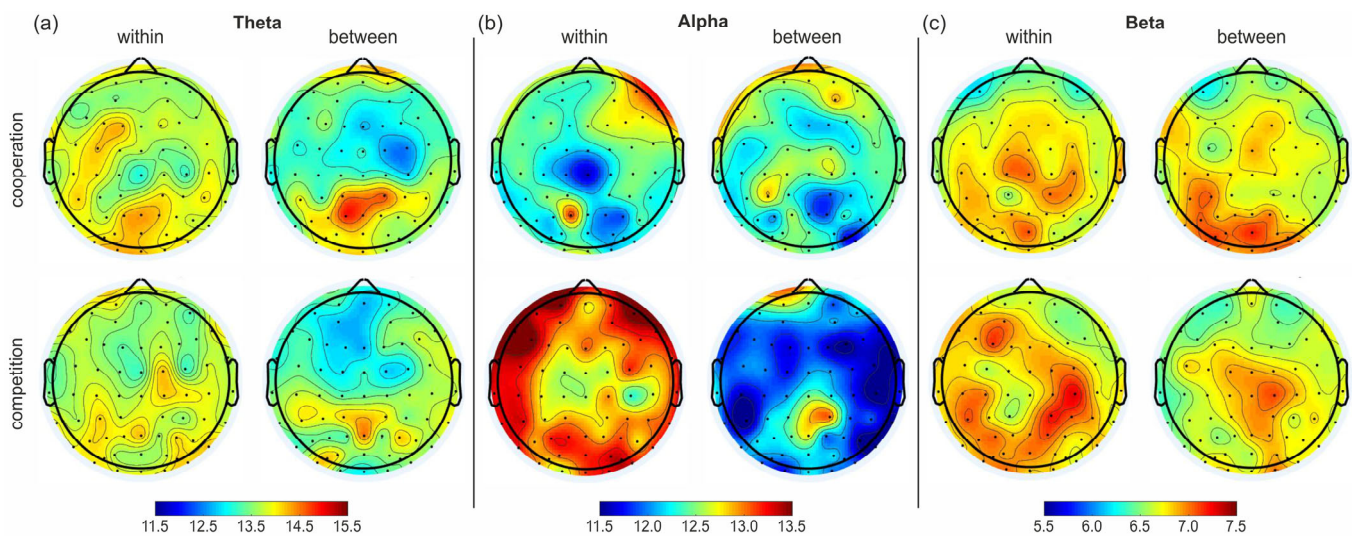 (a) Theta (b) Alpha (c) Beta
within between within between within between
cooperation
competition
11.5 12.5 13.5 14.5 15.5 11.5 12.0 12.5 13.0 13.5 5.5 6.0 6.5 7.0 7.5